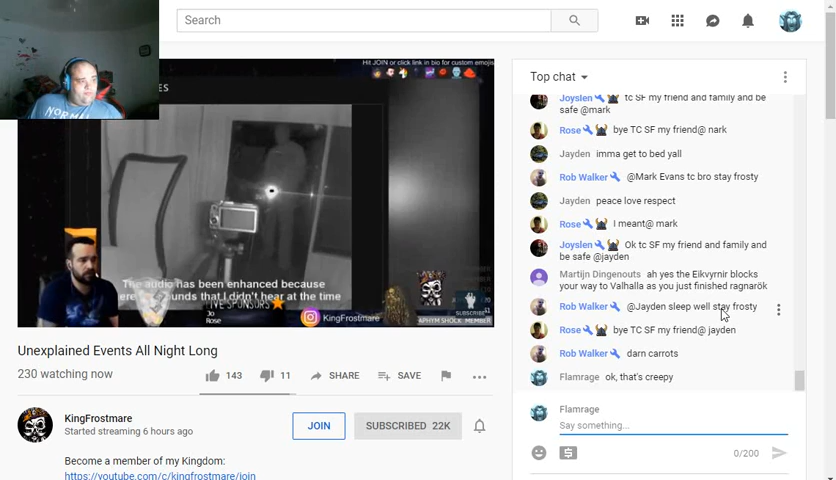 Search
Hit JOIN or click link in bio for custom emojis
ES
NORM
The audio has been enhanced because
sounds that I didn't hear at the time
SPONSORS
Jo
Rose
KingFrostmare
SUBSCRIBE
Unexplained Events All Night Long
230 watching now
143
11
SHARE
SAVE
KingFrostmare
Started streaming 6 hours ago
JOIN
SUBSCRIBED 22K
Become a member of my Kingdom:
https://youtube.com/c/kingfrostmare/join
Top chat
Joyslen tc SF my friend and family and be
safe @mark
Rose bye TC SF my friend@ nark
Jayden imma get to bed yall
Rob Walker @Mark Evans tc bro stay frosty
Jayden peace love respect
Rose I meant@ mark
Joyslen Ok tc SF my friend and family and
be safe @jayden
Martijn Dingenouts ah yes the Eikvyrnir blocks
your way to Valhalla as you just finished ragnarök
Rob Walker @Jayden sleep well stay frosty
Rose bye TC SF my friend@ jayden
Rob Walker darn carrots
Flamrage ok, that's creepy
Flamrage
Say something...
0/200